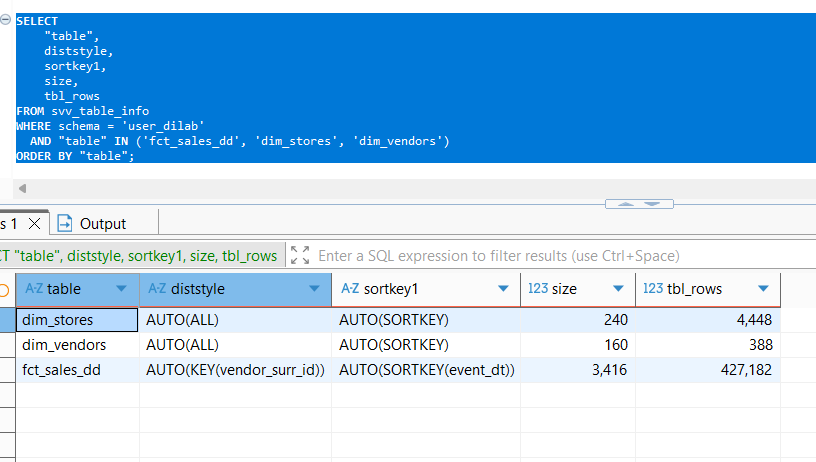 SELECT
"table",
diststyle,
sortkey1,
size,
tbl_rows
FROM svv_table_info
WHERE schema = 'user_dilab'
AND "table" IN ('fct_sales_dd', 'dim_stores', 'dim_vendors')
ORDER BY "table";
s 1 Output
CT "table", diststyle, sortkey1, size, tbl_rows Enter a SQL expression to filter results (use Ctrl+Space)
A-Z table A-Z diststyle A-Z sortkey1 123 size 123 tbl_rows
dim_stores AUTO(ALL) AUTO(SORTKEY) 240 4,448
dim_vendors AUTO(ALL) AUTO(SORTKEY) 160 388
fct_sales_dd AUTO(KEY(vendor_surr_id)) AUTO(SORTKEY(event_dt)) 3,416 427,182